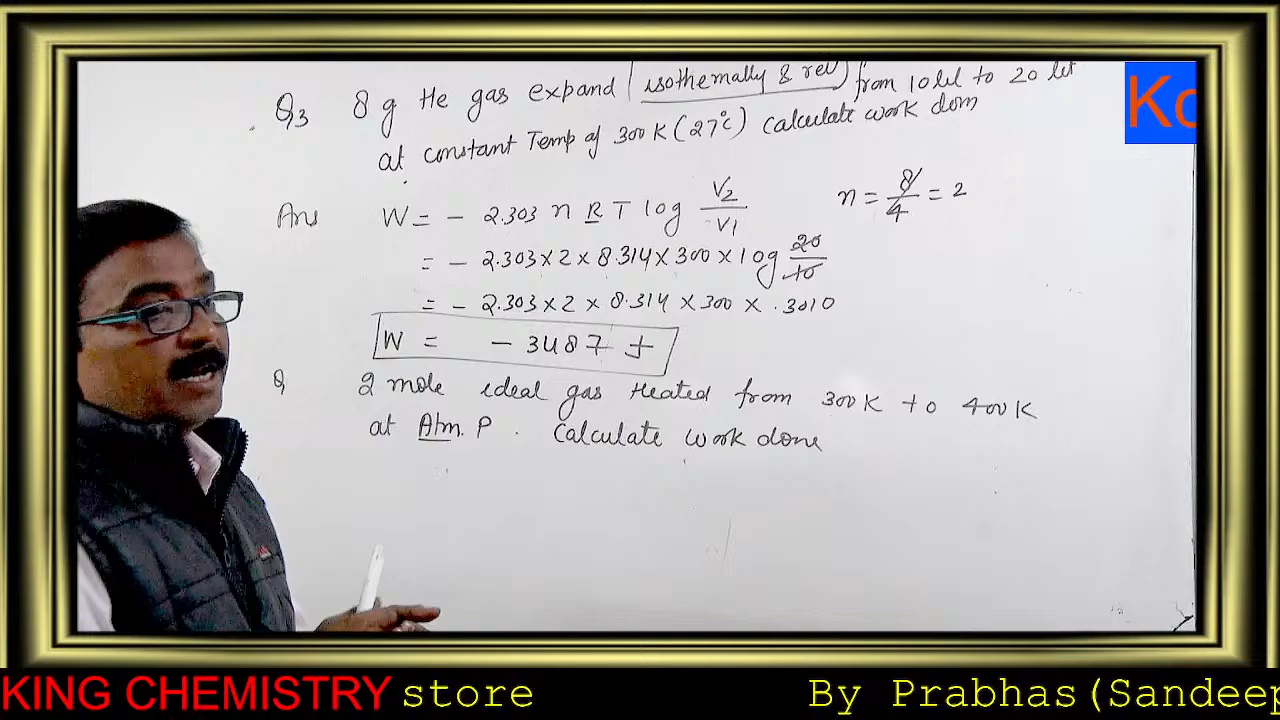 Q3 8 g He gas expand (isothemally & rev) from 10 lit to 20 lit
at constant Temp of 300 K (27°C) calculate work dom
Ans W = - 2.303 n R T log V2/V1 n = 8/4 = 2
= - 2.303 × 2 × 8.314 × 300 × log 20/10
= - 2.303 × 2 × 8.314 × 300 × .3010
W = - 3487 J
Q 2 mole ideal gas Heated from 300 K to 400 K
at Atm. P. Calculate work done
KING CHEMISTRY store By Prabhas(Sandeep